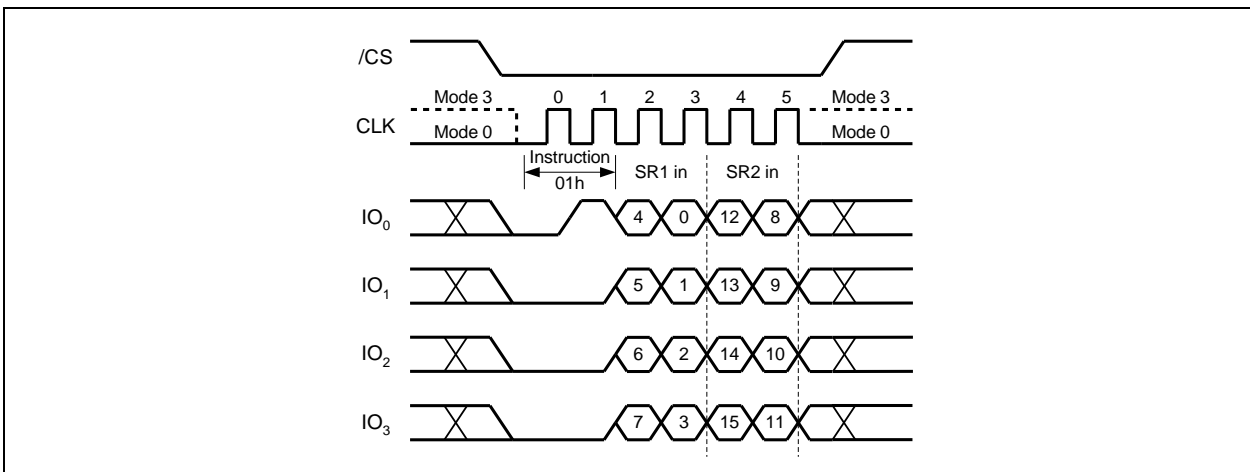 /CS
Mode 3 0 1 2 3 4 5 Mode 3
CLK
Mode 0 Mode 0
Instruction
SR1 in SR2 in
01h
IO0 4 0 12 8
IO1 5 1 13 9
IO2 6 2 14 10
IO3 7 3 15 11